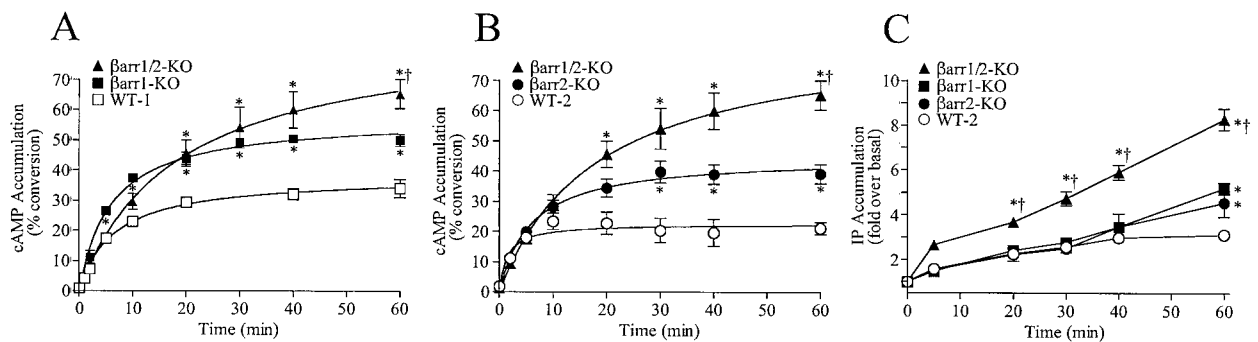 A
βarr1/2-KO
βarr1-KO
WT-1
cAMP Accumulation
(% conversion)
70
60
50
40
30
20
10
0
*†
*
*
*
*
*
*
*
*
*
0 10 20 30 40 50 60
Time (min)
B
βarr1/2-KO
βarr2-KO
WT-2
cAMP Accumulation
(% conversion)
70
60
50
40
30
20
10
0
*†
*
*
*
*
*
*
0 10 20 30 40 50 60
Time (min)
C
βarr1/2-KO
βarr1-KO
βarr2-KO
WT-2
IP Accumulation
(fold over basal)
10
8
6
4
2
*†
*†
*†
*†
*
*
0 10 20 30 40 50 60
Time (min)